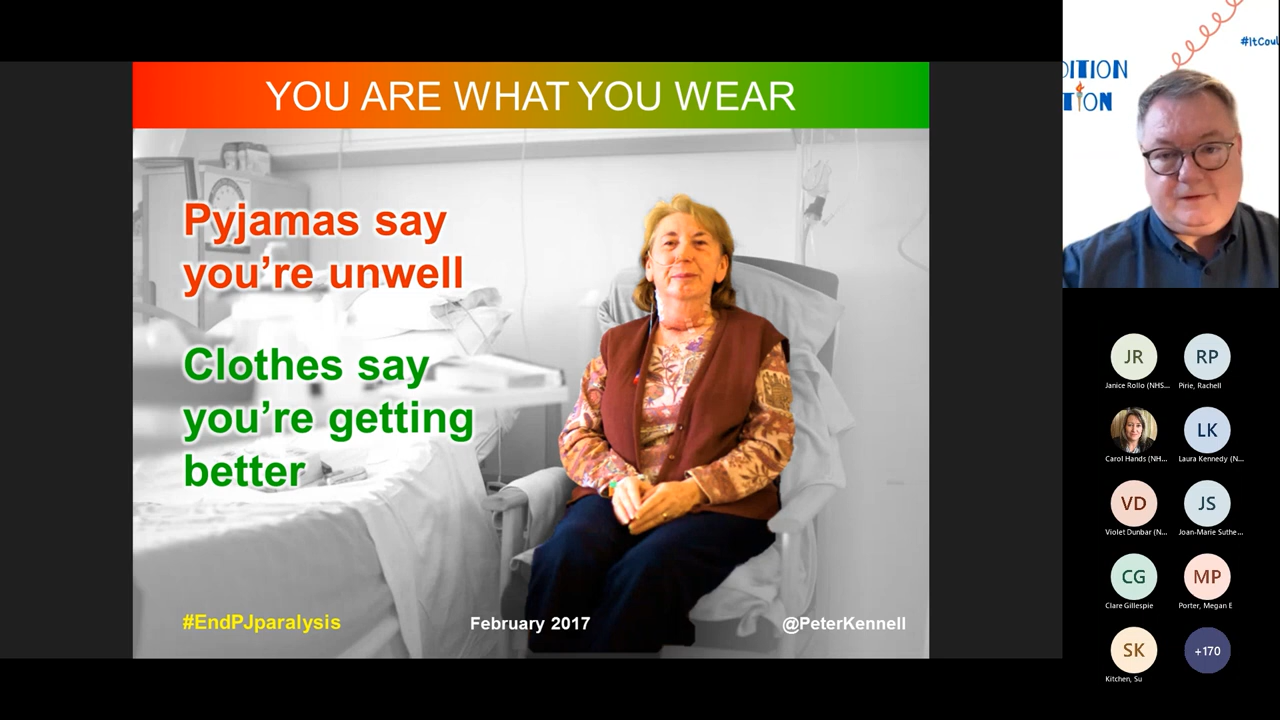 YOU ARE WHAT YOU WEAR
Pyjamas say
you're unwell
Clothes say
you're getting
better
#EndPJparalysis
February 2017
@PeterKennell
#ItCoul
DITION
TION
JR
RP
Janice Rollo (NHS...
Pirie, Rachell
LK
Carol Hands (NH...
Laura Kennedy (N...
VD
JS
Violet Dunbar (N...
Joan-Marie Suthe...
CG
MP
Clare Gillespie
Porter, Megan E
SK
+170
Kitchen, Su